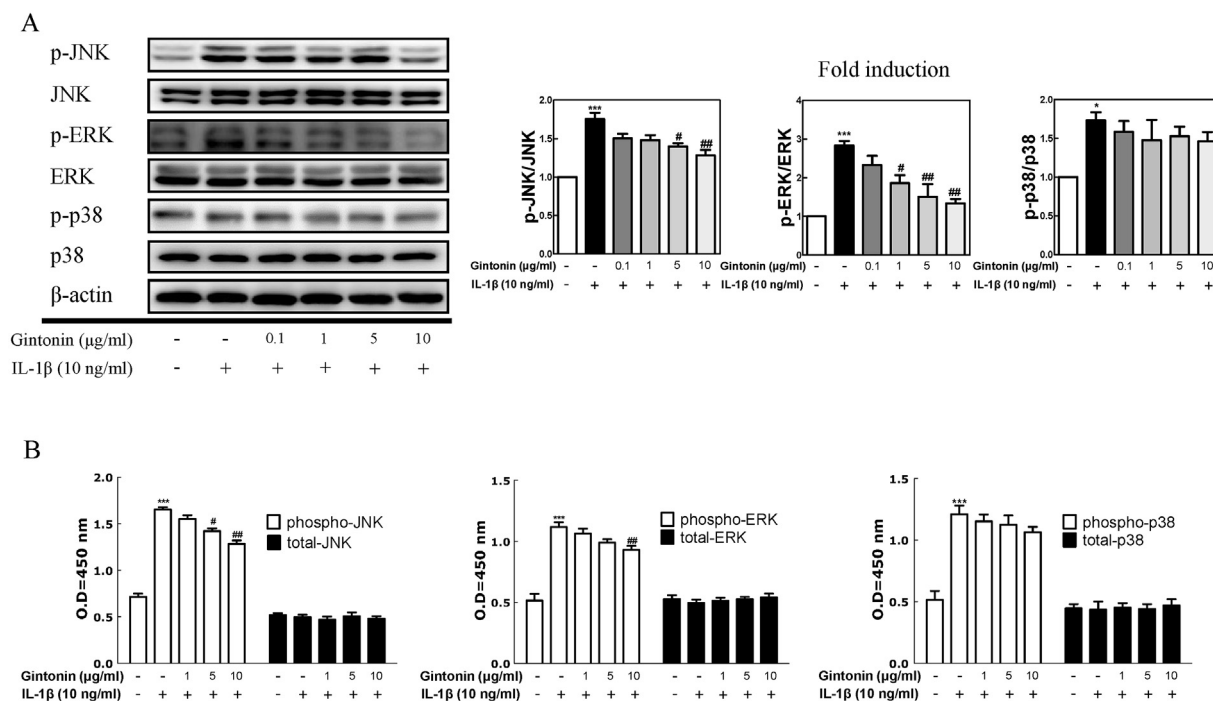 A
p-JNK
JNK
p-ERK
ERK
p-p38
p38
β-actin
Gintonin (μg/ml) - - 0.1 1 5 10
IL-1β (10 ng/ml) - + + + + +
Fold induction
p-JNK/JNK
2.0
1.5
1.0
0.5
0.0
*** # ##
Gintonin (μg/ml) - - 0.1 1 5 10
IL-1β (10 ng/ml) - + + + + +
p-ERK/ERK
4
3
2
1
0
*** # ## ##
Gintonin (μg/ml) - - 0.1 1 5 10
IL-1β (10 ng/ml) - + + + + +
p-p38/p38
2.0
1.5
1.0
0.5
0.0
*
Gintonin (μg/ml) - - 0.1 1 5 10
IL-1β (10 ng/ml) - + + + + +
B
O.D=450 nm
2.0
1.5
1.0
0.5
0.0
*** # ##
phospho-JNK
total-JNK
Gintonin (μg/ml) - - 1 5 10 - - 1 5 10
IL-1β (10 ng/ml) - + + + + - + + + +
O.D=450 nm
1.5
1.0
0.5
0.0
*** ##
phospho-ERK
total-ERK
Gintonin (μg/ml) - - 1 5 10 - - 1 5 10
IL-1β (10 ng/ml) - + + + + - + + + +
O.D=450 nm
1.5
1.0
0.5
0.0
***
phospho-p38
total-p38
Gintonin (μg/ml) - - 1 5 10 - - 1 5 10
IL-1β (10 ng/ml) - + + + + - + + + +